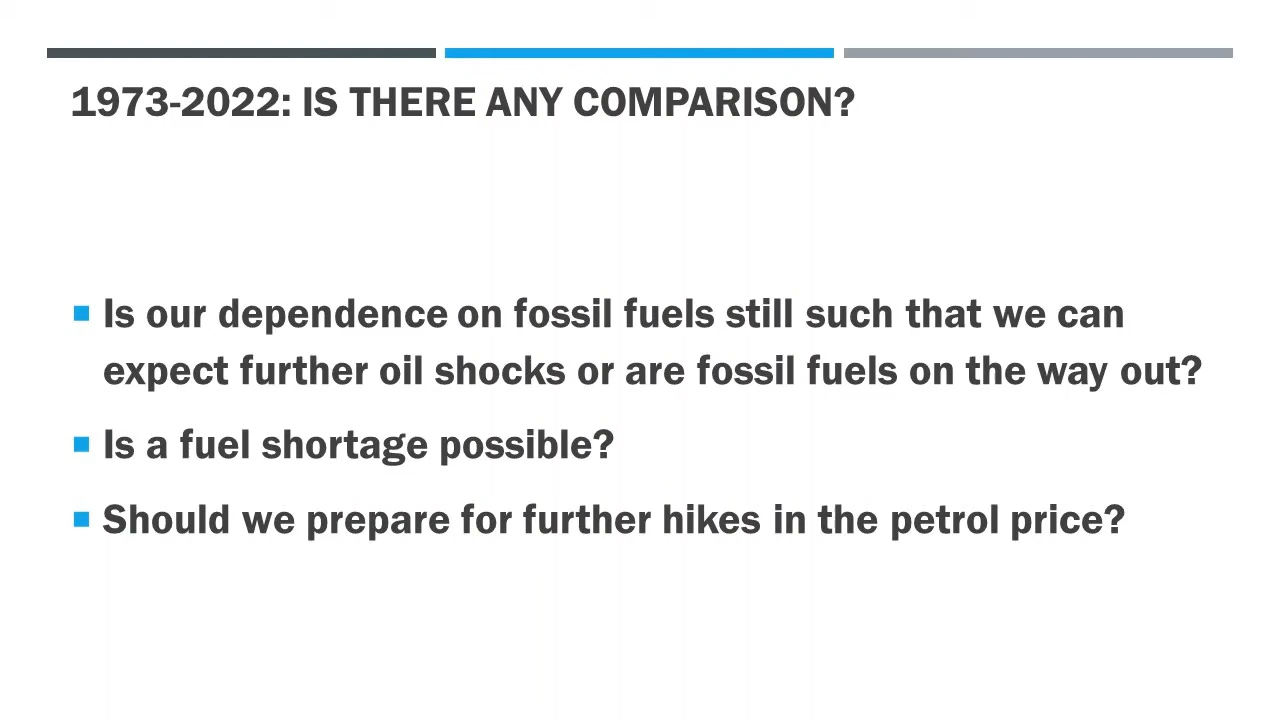 1973-2022: IS THERE ANY COMPARISON?
Is our dependence on fossil fuels still such that we can
expect further oil shocks or are fossil fuels on the way out?
Is a fuel shortage possible?
Should we prepare for further hikes in the petrol price?